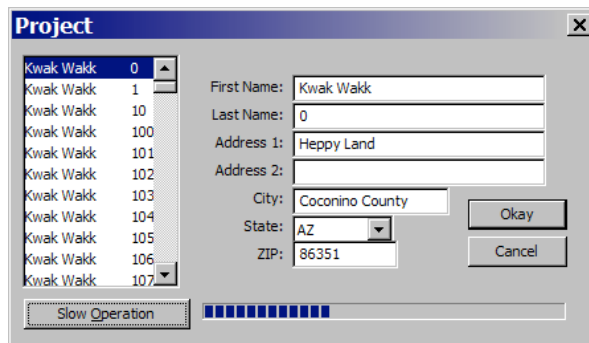 Project
Kwak Wakk 0
Kwak Wakk 1
Kwak Wakk 10
Kwak Wakk 100
Kwak Wakk 101
Kwak Wakk 102
Kwak Wakk 103
Kwak Wakk 104
Kwak Wakk 105
Kwak Wakk 106
Kwak Wakk 107
First Name: Kwak Wakk
Last Name: 0
Address 1: Heppy Land
Address 2:
City: Coconino County
State: AZ
ZIP: 86351
Okay
Cancel
Slow Operation